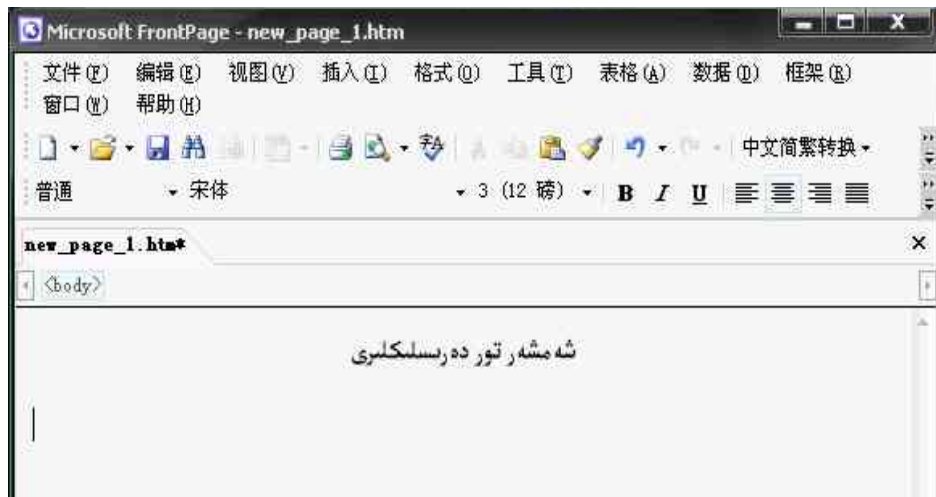 Microsoft FrontPage - new_page_1.htm
文件(F) 编辑(E) 视图(V) 插入(I) 格式(O) 工具(T) 表格(A) 数据(D) 框架(R)
窗口(W) 帮助(H)
中文简繁转换
普通 宋体 3 (12 磅) B I U
new_page_1.htm*
<body>
شەمشەر تور دەرىسلىكلىرى